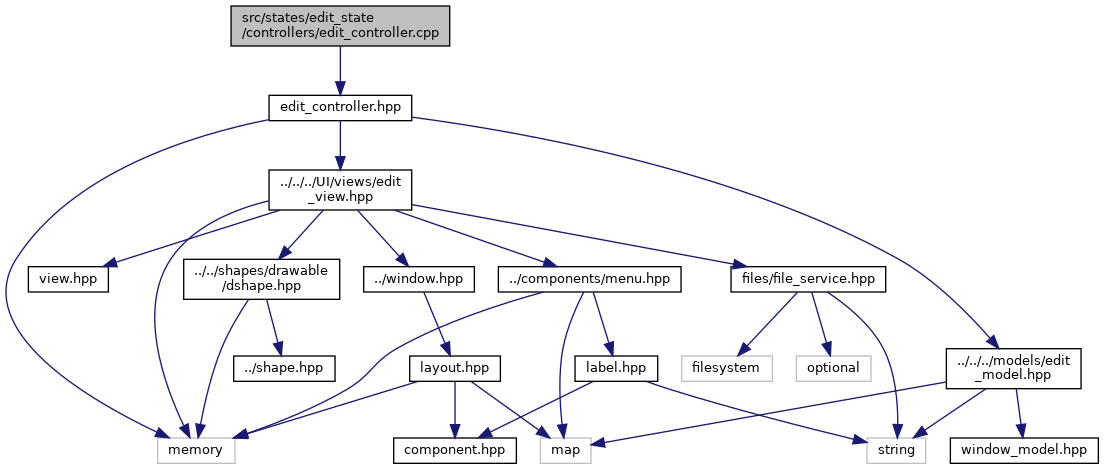 src/states/edit_state
/controllers/edit_controller.cpp
edit_controller.hpp
../../../UI/views/edit
_view.hpp
view.hpp
../../shapes/drawable
/dshape.hpp
../window.hpp
../components/menu.hpp
files/file_service.hpp
../shape.hpp
layout.hpp
label.hpp
filesystem
optional
../../../models/edit
_model.hpp
memory
component.hpp
map
string
window_model.hpp